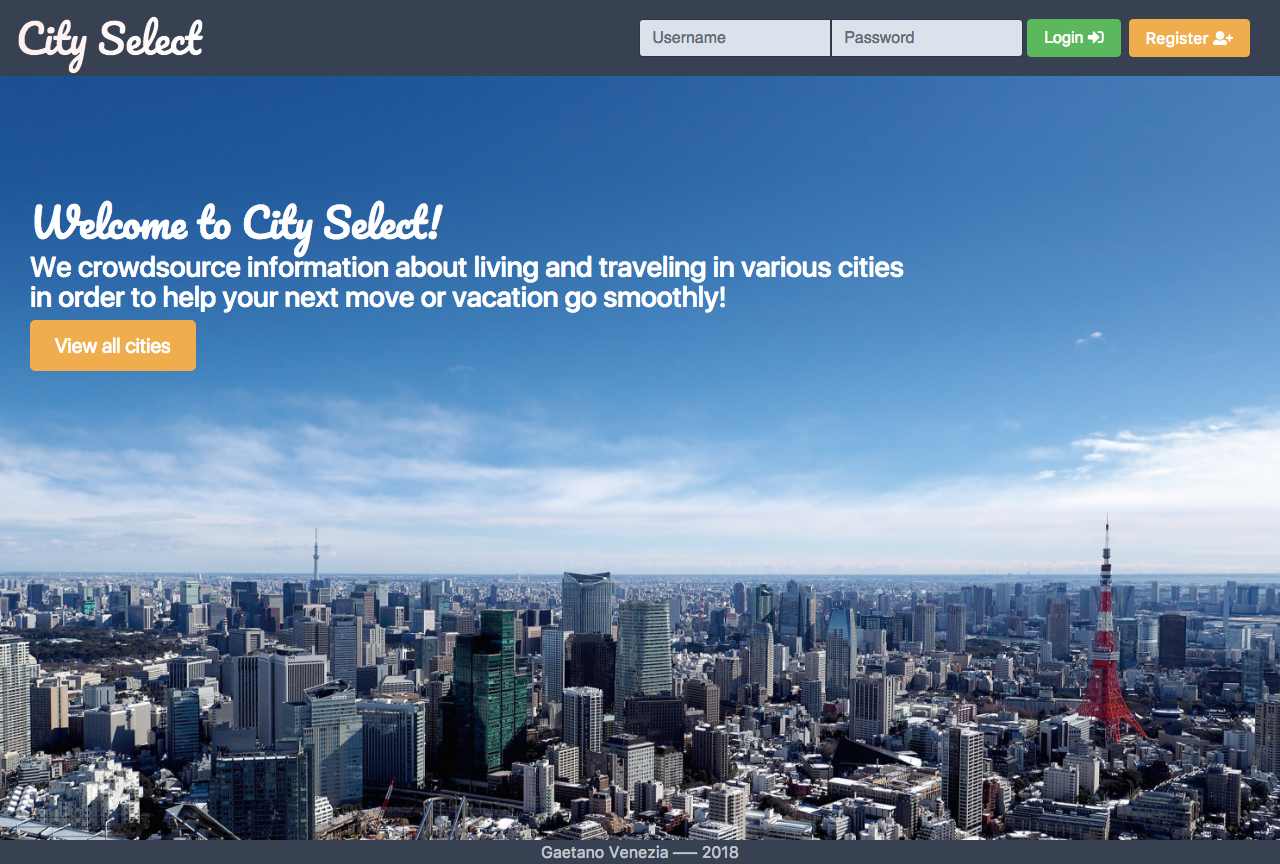 City Select
Username
Password
Login
Register
Welcome to City Select!
We crowdsource information about living and traveling in various cities
in order to help your next move or vacation go smoothly!
View all cities
Gaetano Venezia —— 2018